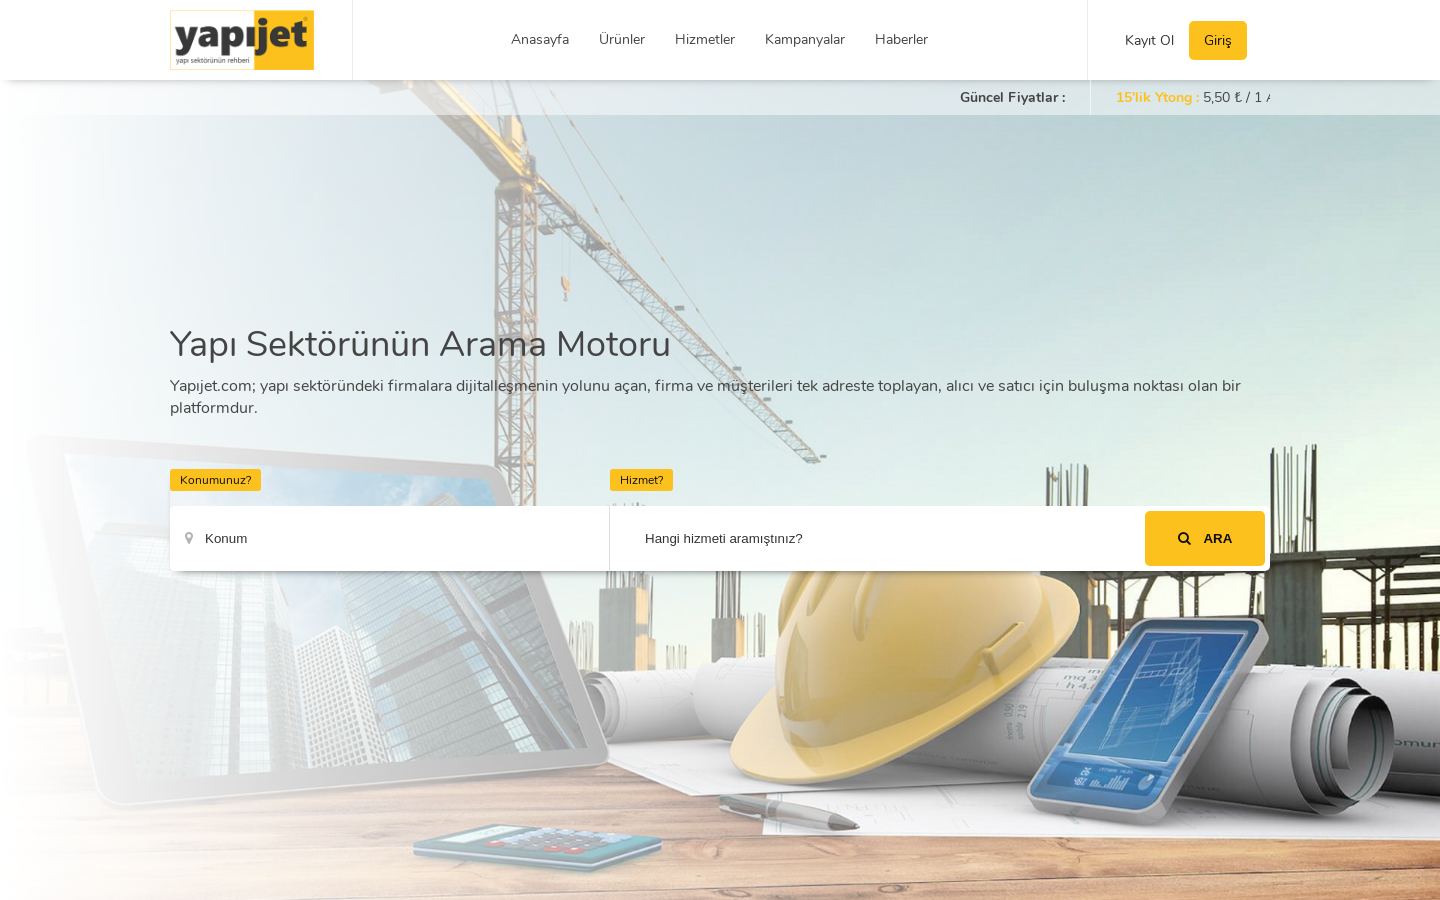 yapıjet
yapı sektörünün rehberi
Anasayfa
Ürünler
Hizmetler
Kampanyalar
Haberler
Kayıt Ol
Giriş
Güncel Fiyatlar :
15'lik Ytong : 5,50 ₺ / 1
Yapı Sektörünün Arama Motoru
Yapıjet.com; yapı sektöründeki firmalara dijitalleşmenin yolunu açan, firma ve müşterileri tek adreste toplayan, alıcı ve satıcı için buluşma noktası olan bir
platformdur.
Konumunuz?
Hizmet?
Konum
Hangi hizmeti aramıştınız?
ARA